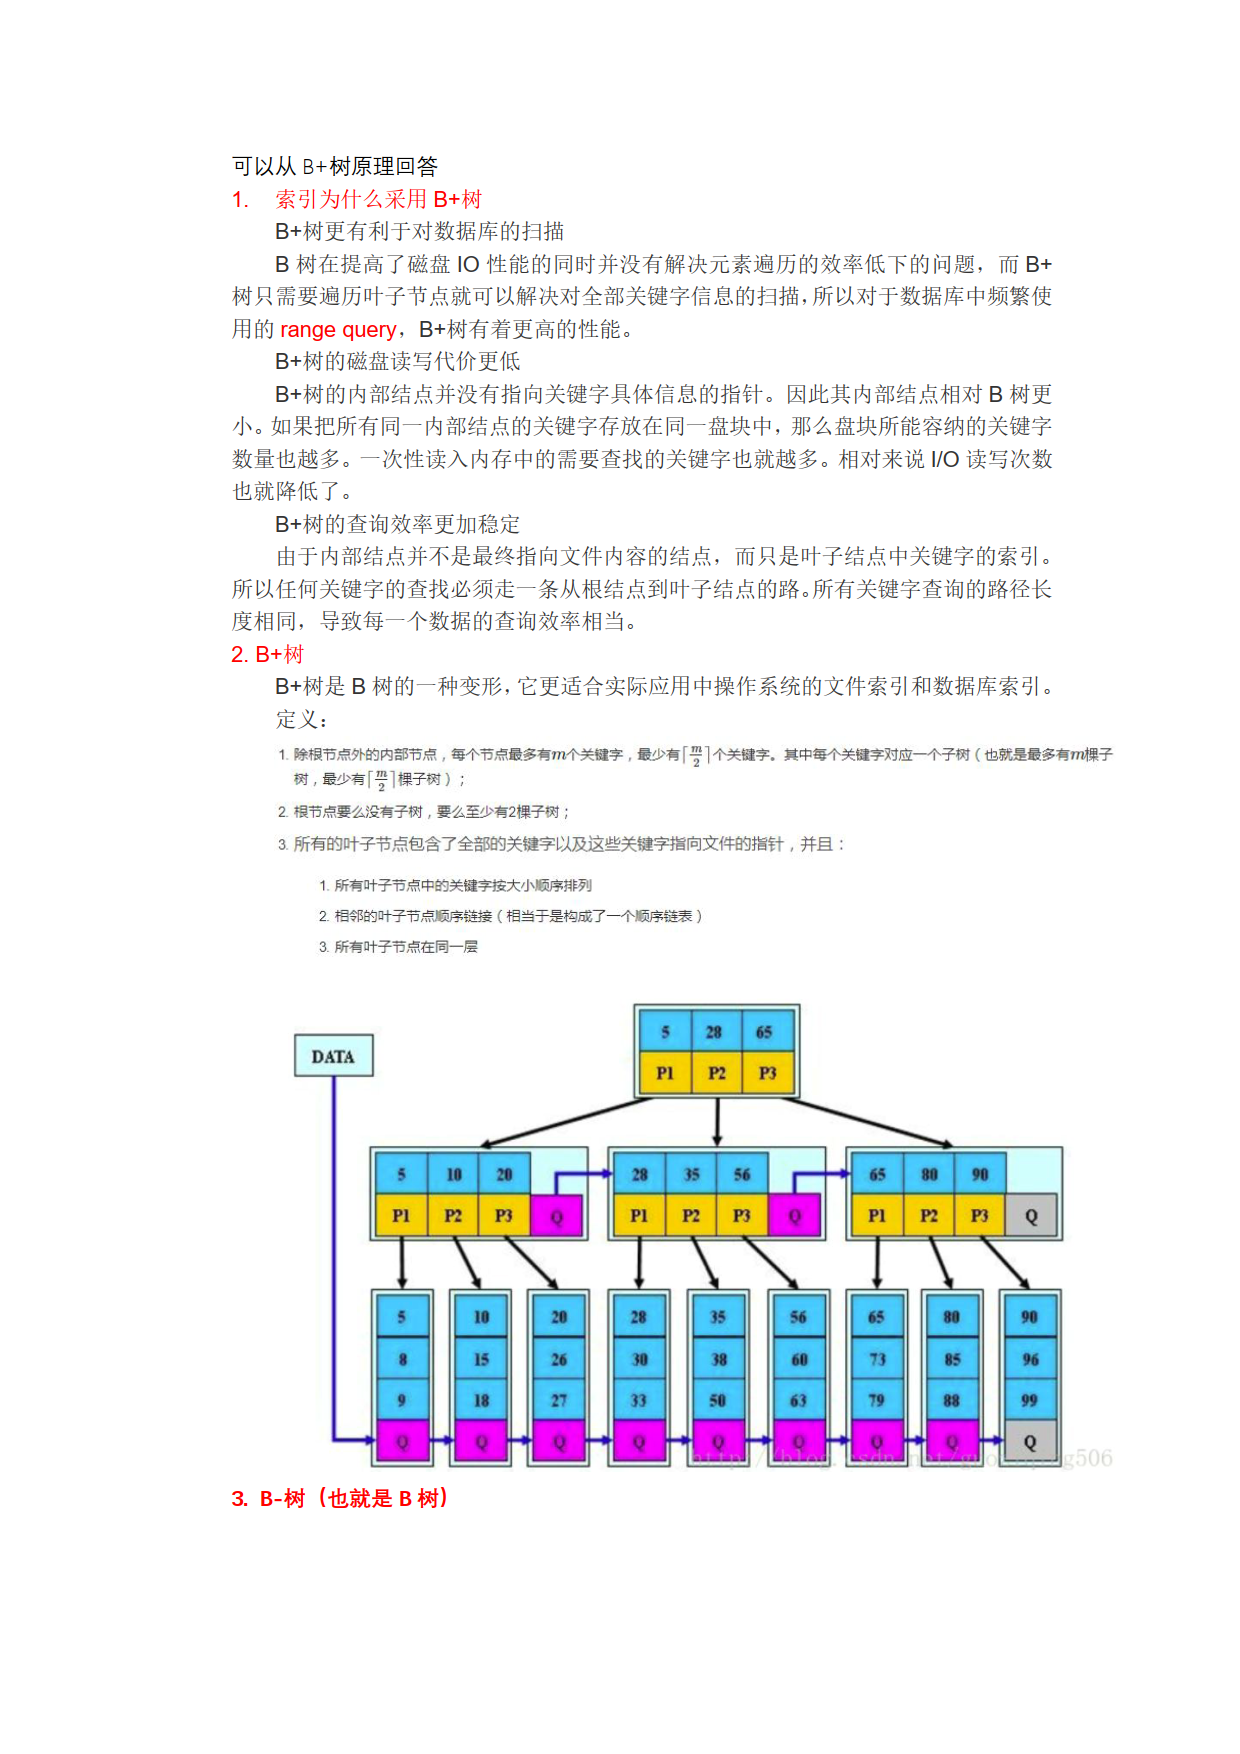 可以从 B+树原理回答
1. 索引为什么采用 B+树
B+树更有利于对数据库的扫描
B 树在提高了磁盘 IO 性能的同时并没有解决元素遍历的效率低下的问题，而 B+
树只需要遍历叶子节点就可以解决对全部关键字信息的扫描，所以对于数据库中频繁使
用的 range query，B+树有着更高的性能。
B+树的磁盘读写代价更低
B+树的内部结点并没有指向关键字具体信息的指针。因此其内部结点相对 B 树更
小。如果把所有同一内部结点的关键字存放在同一盘块中，那么盘块所能容纳的关键字
数量也越多。一次性读入内存中的需要查找的关键字也就越多。相对来说 I/O 读写次数
也就降低了。
B+树的查询效率更加稳定
由于内部结点并不是最终指向文件内容的结点，而只是叶子结点中关键字的索引。
所以任何关键字的查找必须走一条从根结点到叶子结点的路。所有关键字查询的路径长
度相同，导致每一个数据的查询效率相当。
2. B+树
B+树是 B 树的一种变形，它更适合实际应用中操作系统的文件索引和数据库索引。
定义：
1. 除根节点外的内部节点，每个节点最多有m个关键字，最少有⌈m/2⌉个关键字。其中每个关键字对应一个子树（也就是最多有m棵子
树，最少有⌈m/2⌉棵子树）；
2. 根节点要么没有子树，要么至少有2棵子树；
3. 所有的叶子节点包含了全部的关键字以及这些关键字指向文件的指针，并且：
1. 所有叶子节点中的关键字按大小顺序排列
2. 相邻的叶子节点顺序链接（相当于是构成了一个顺序链表）
3. 所有叶子节点在同一层
5 28 65
DATA
P1 P2 P3
5 10 20 28 35 56 65 80 90
P1 P2 P3 Q P1 P2 P3 Q P1 P2 P3 Q
5 10 20 28 35 56 65 80 90
8 15 26 30 38 60 73 85 96
9 18 27 33 50 63 79 88 99
Q Q Q Q Q Q Q Q Q
3. B-树（也就是 B 树）